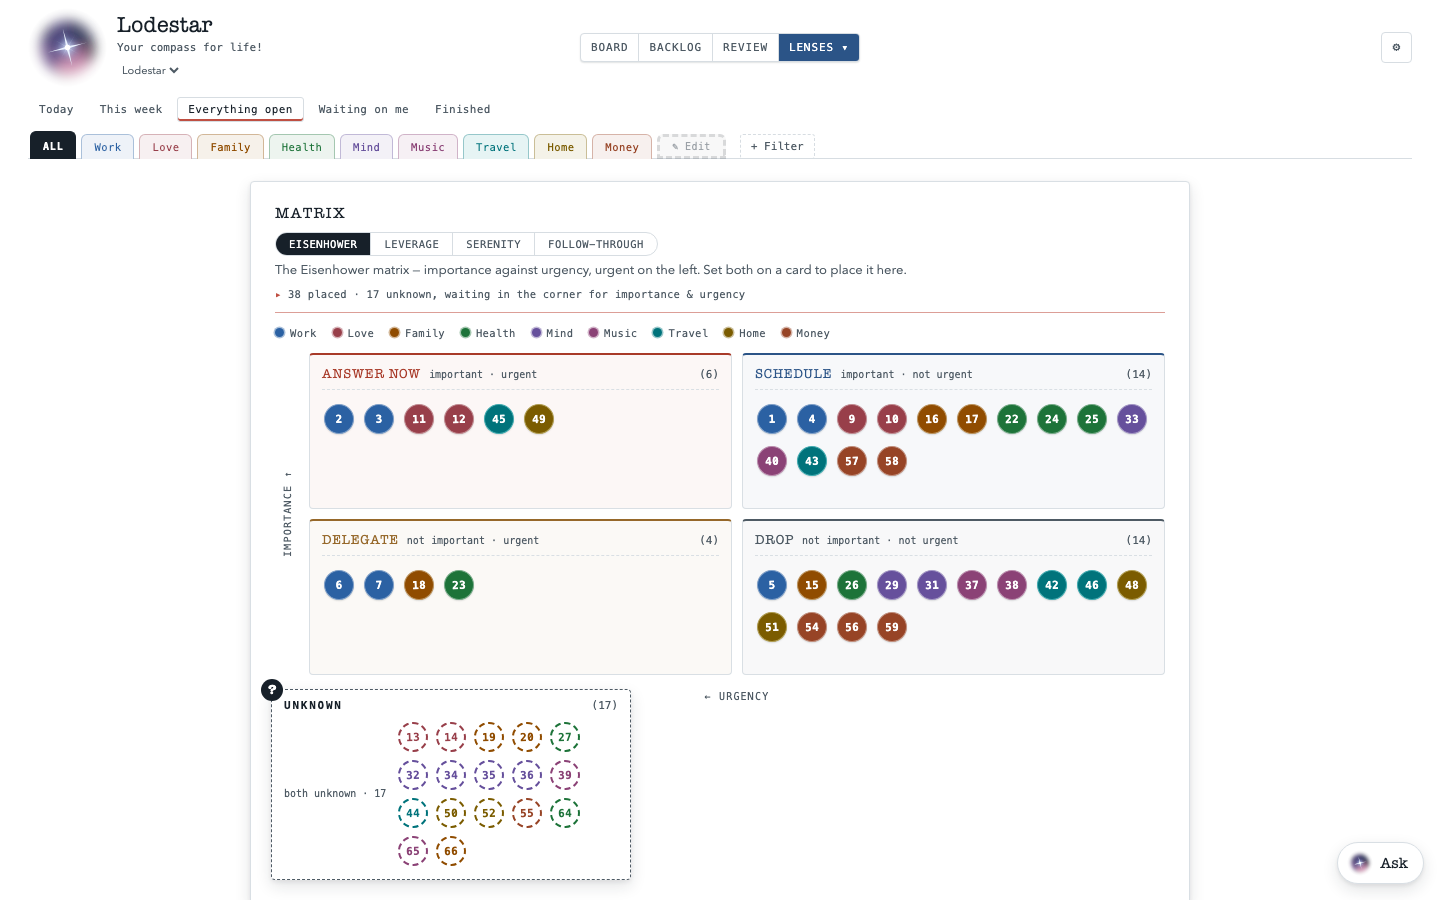 Lodestar
Your compass for life!
Lodestar
BOARD BACKLOG REVIEW LENSES ▾
⚙
Today This week Everything open Waiting on me Finished
ALL Work Love Family Health Mind Music Travel Home Money ✎ Edit + Filter
MATRIX
EISENHOWER LEVERAGE SERENITY FOLLOW-THROUGH
The Eisenhower matrix — importance against urgency, urgent on the left. Set both on a card to place it here.
▸ 38 placed · 17 unknown, waiting in the corner for importance & urgency
Work Love Family Health Mind Music Travel Home Money
IMPORTANCE ↑
ANSWER NOW important · urgent (6)
2 3 11 12 45 49
SCHEDULE important · not urgent (14)
1 4 9 10 16 17 22 24 25 33
40 43 57 58
DELEGATE not important · urgent (4)
6 7 18 23
DROP not important · not urgent (14)
5 15 26 29 31 37 38 42 46 48
51 54 56 59
← URGENCY
?
UNKNOWN (17)
both unknown · 17
13 14 19 20 27
32 34 35 36 39
44 50 52 55 64
65 66
Ask